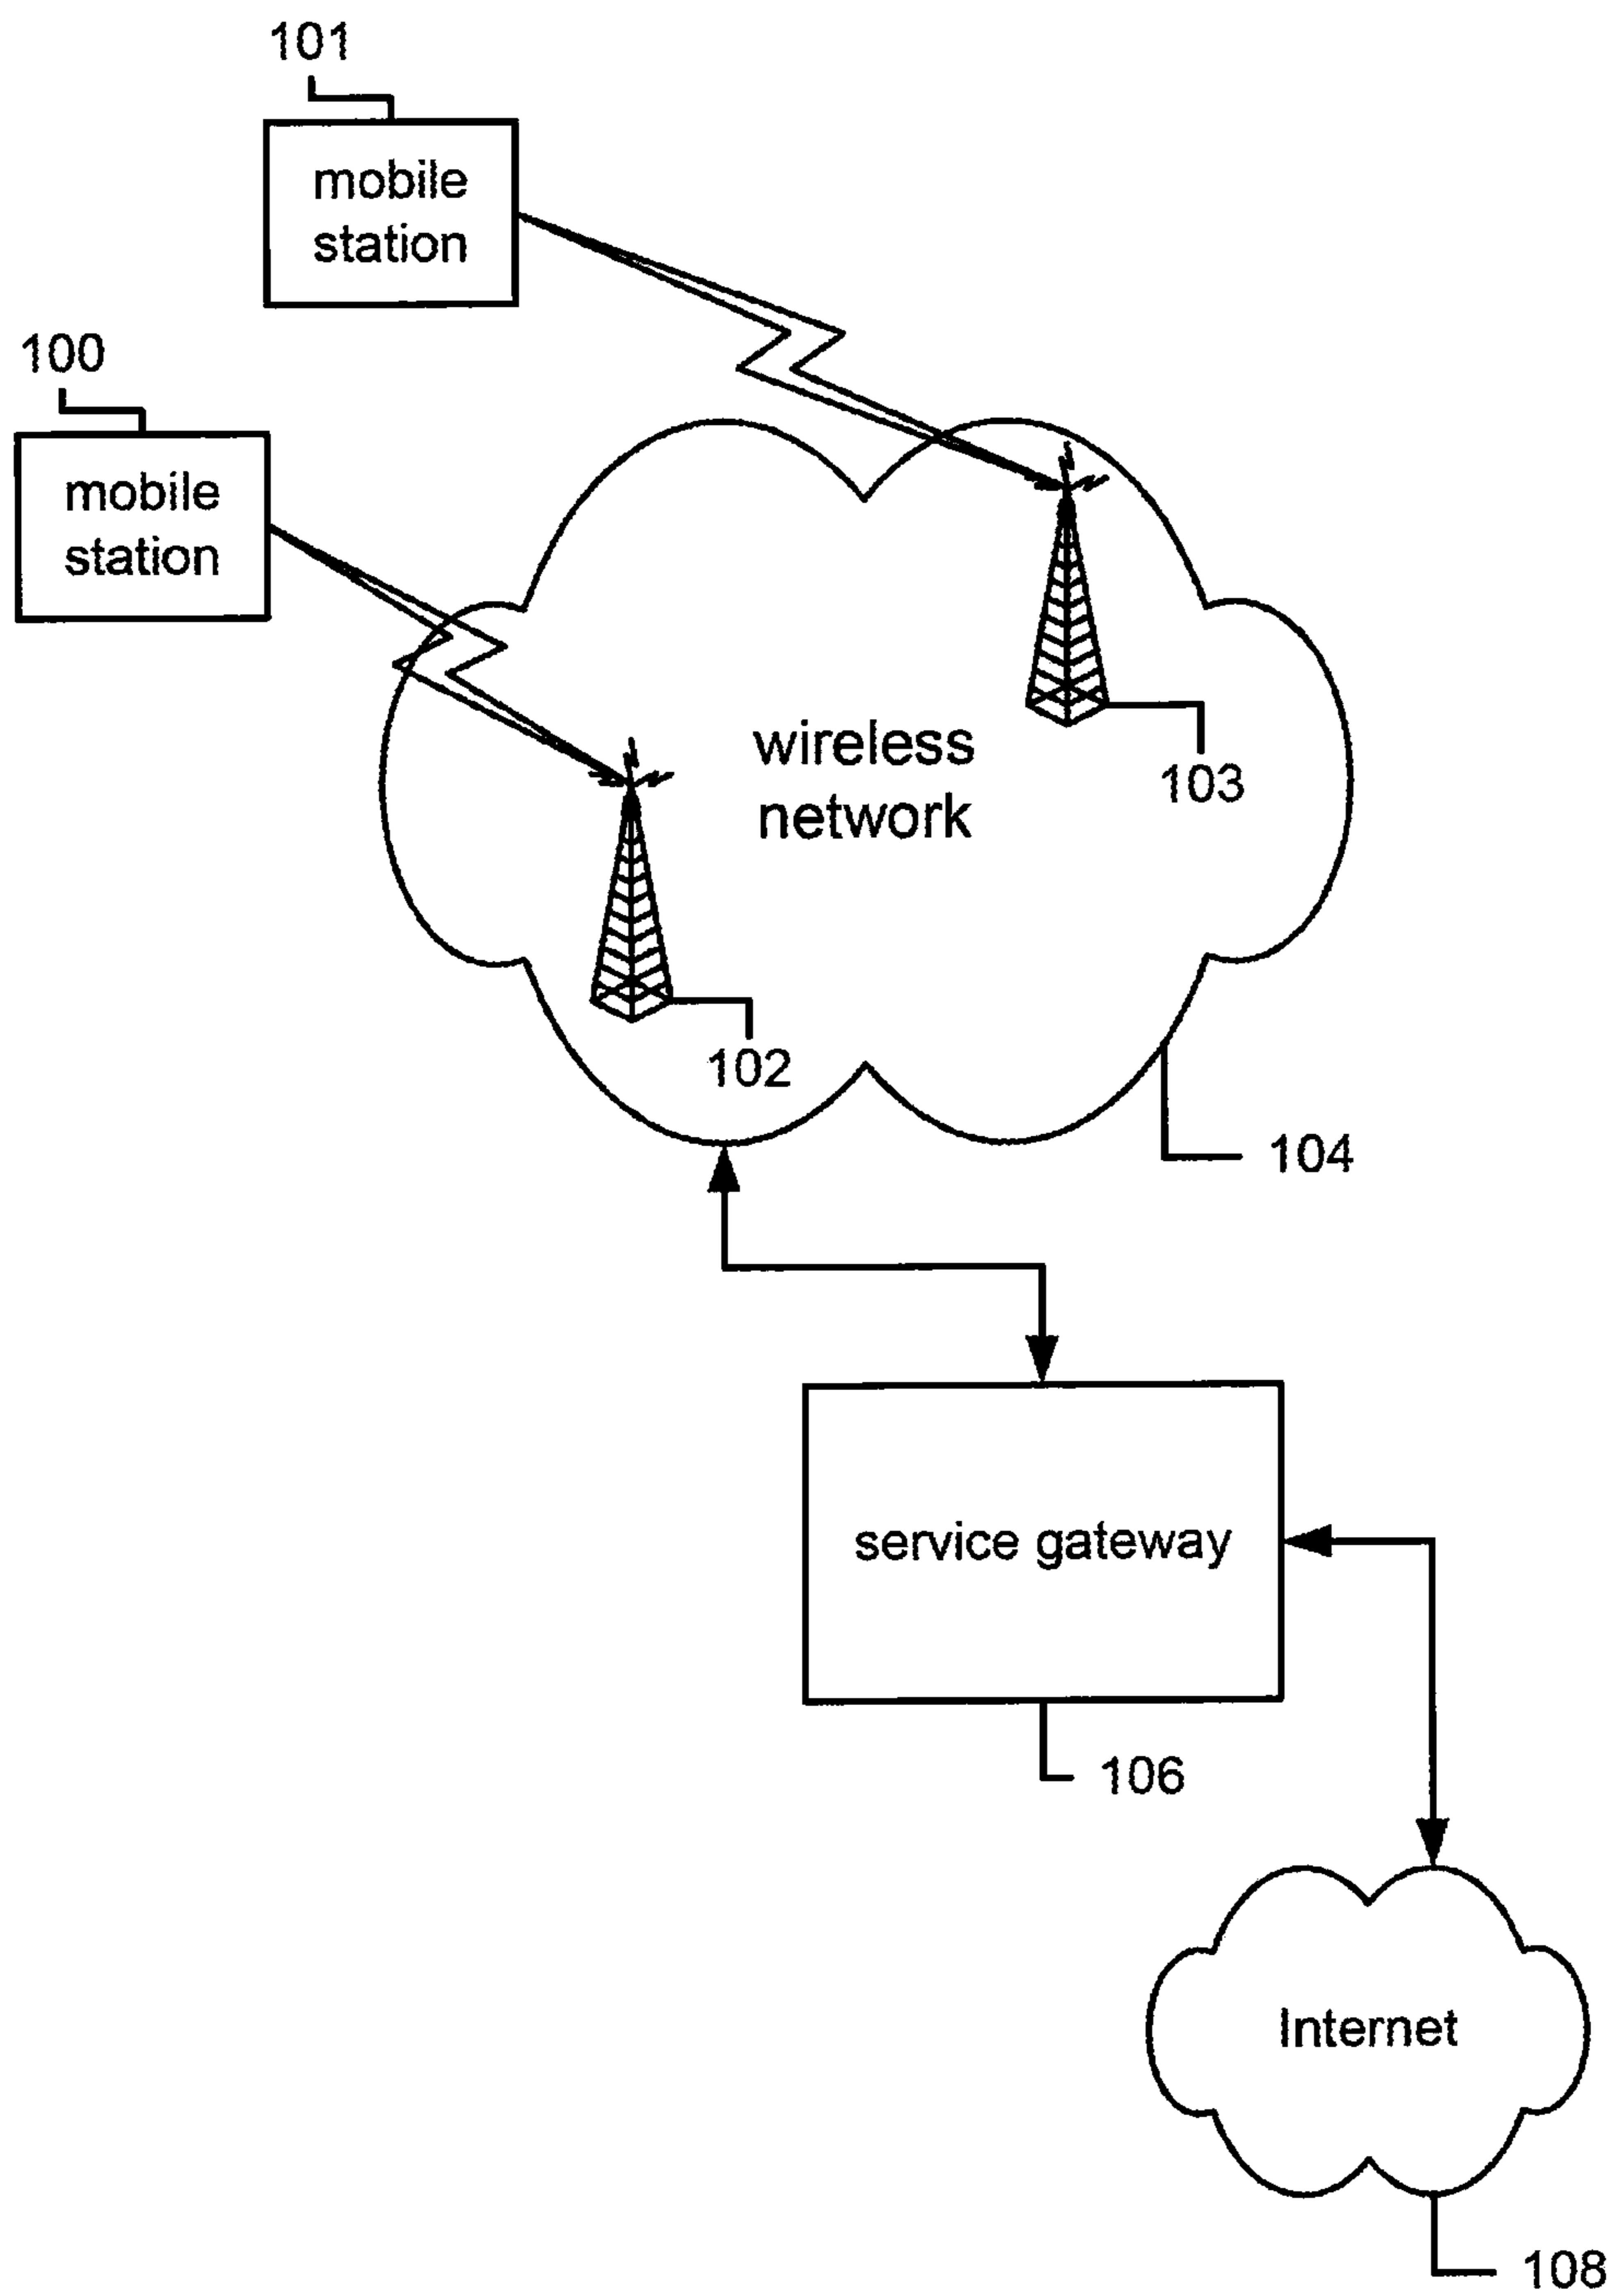 101
mobile
station
100
mobile
station
wireless
network
103
102
104
service gateway
106
Internet
108